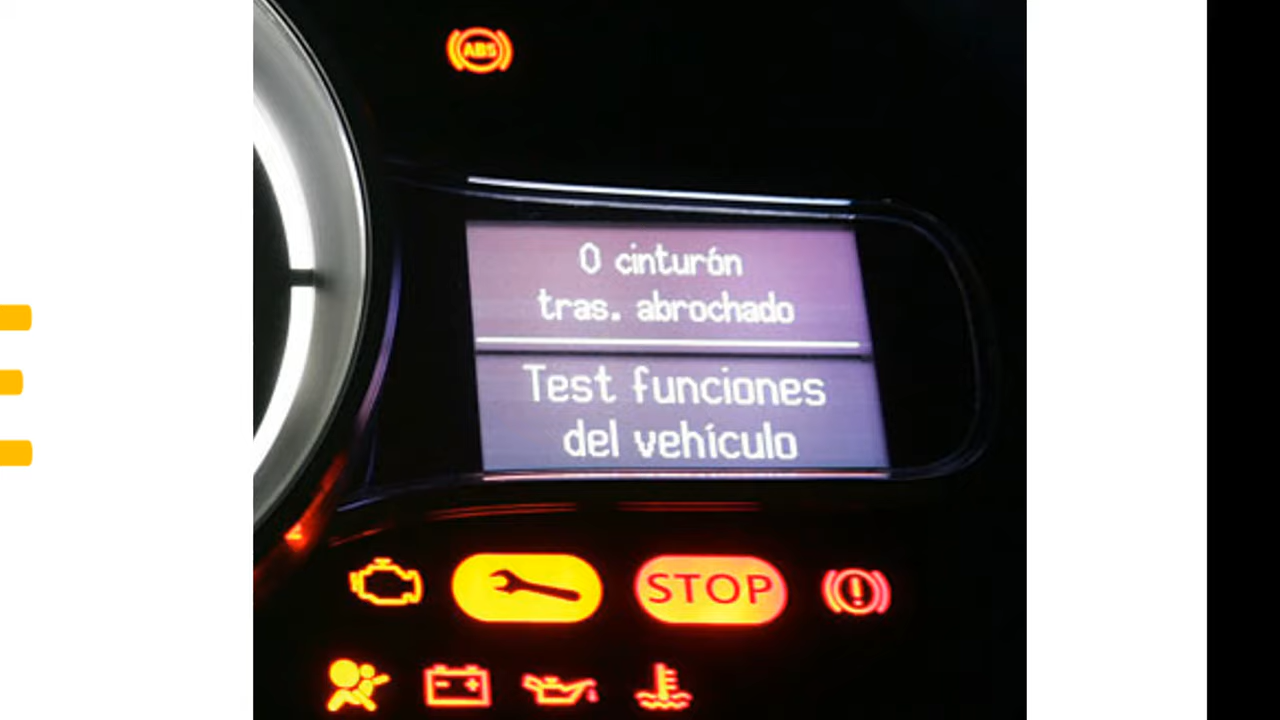 ABS
0 cinturón
tras. abrochado
Test funciones
del vehículo
STOP